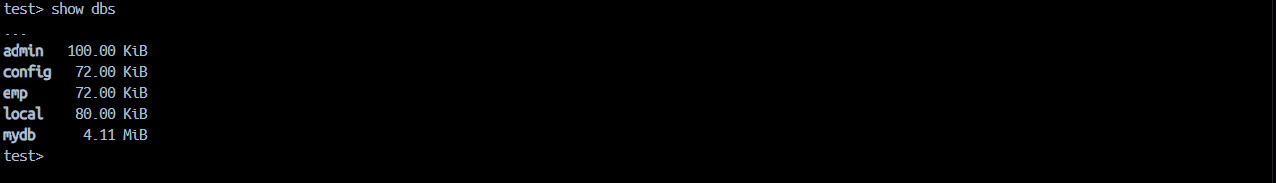 test> show dbs
...
admin   100.00 KiB
config   72.00 KiB
emp      72.00 KiB
local    80.00 KiB
mydb      4.11 MiB
test>